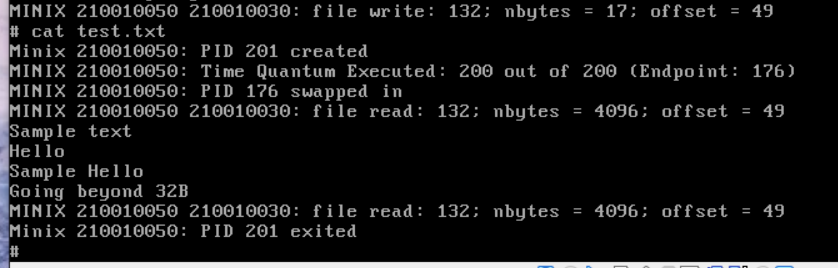 MINIX 210010050 210010030: file write: 132; nbytes = 17; offset = 49
# cat test.txt
Minix 210010050: PID 201 created
MINIX 210010050: Time Quantum Executed: 200 out of 200 (Endpoint: 176)
MINIX 210010050: PID 176 swapped in
MINIX 210010050 210010030: file read: 132; nbytes = 4096; offset = 49
Sample text
Hello
Sample Hello
Going beyond 32B
MINIX 210010050 210010030: file read: 132; nbytes = 4096; offset = 49
Minix 210010050: PID 201 exited
#